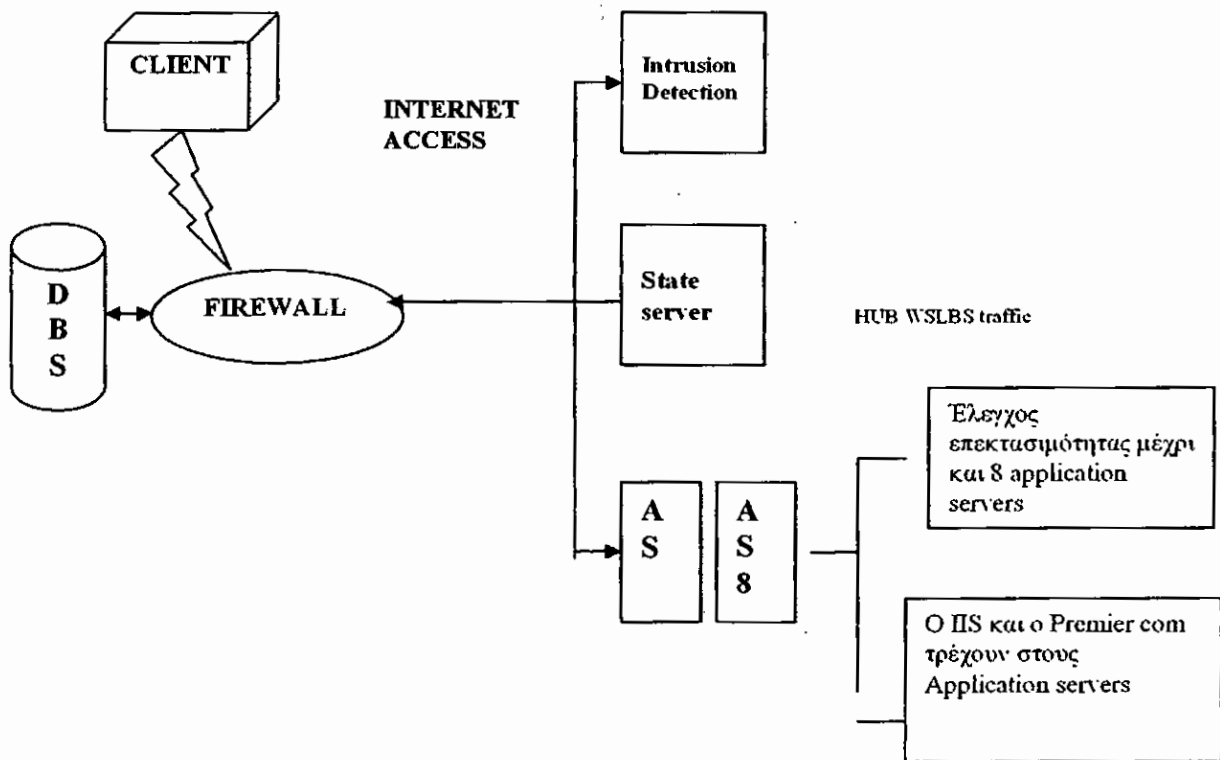 CLIENT
INTERNET
ACCESS
Intrusion
Detection
D
B
S
FIREWALL
State
server
HUB WSLBS traffic
A
S
A
S
8
Έλεγχος
επεκτασιμότητας μέχρι
και 8 application
servers
Ο IIS και ο Premier com
τρέχουν στους
Application servers